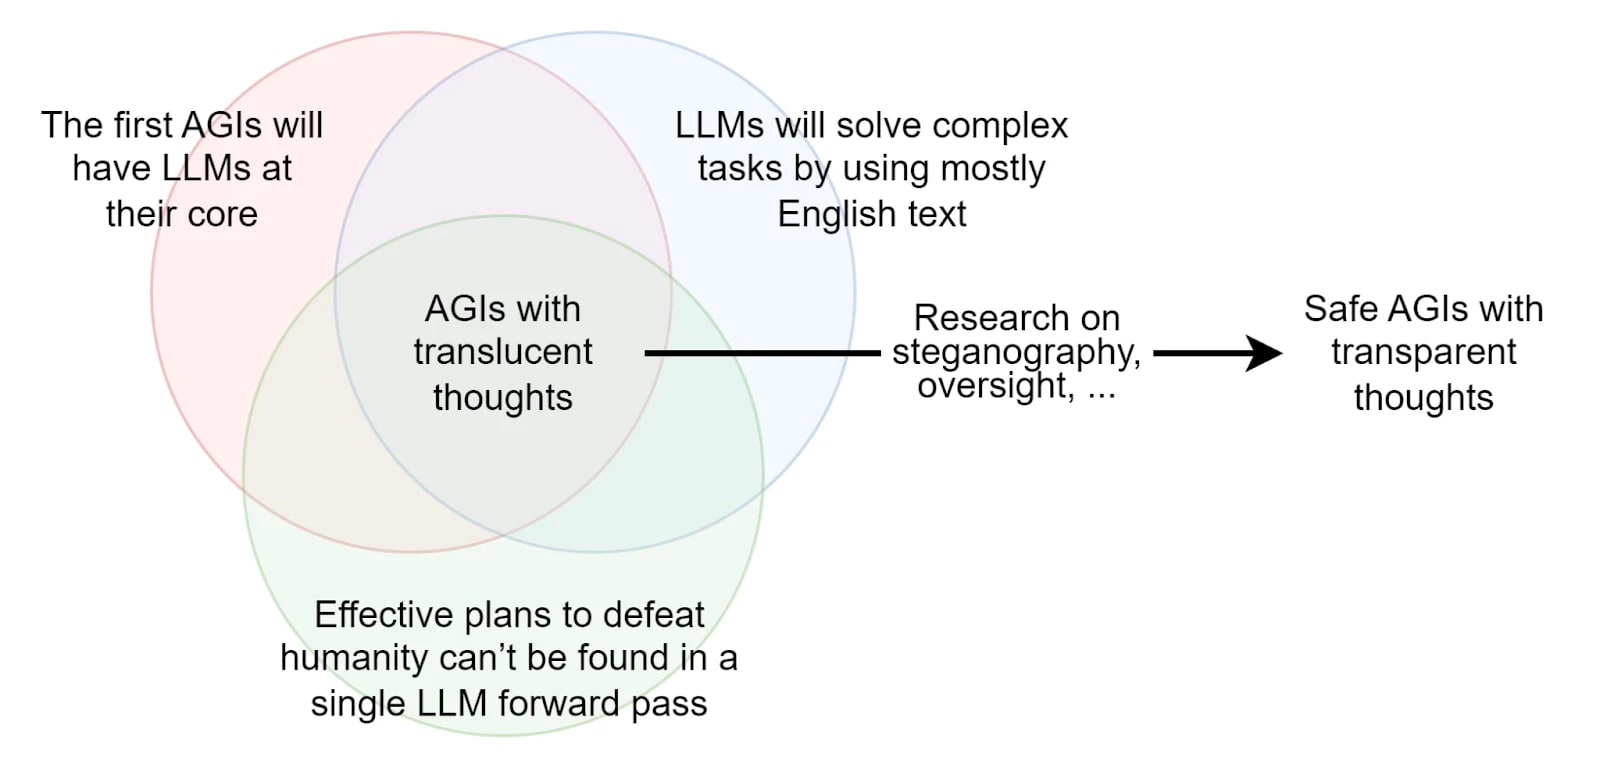 The first AGIs will
have LLMs at
their core
LLMs will solve complex
tasks by using mostly
English text
AGIs with
translucent
thoughts
Research on
steganography,
oversight, ...
Safe AGIs with
transparent
thoughts
Effective plans to defeat
humanity can’t be found in a
single LLM forward pass